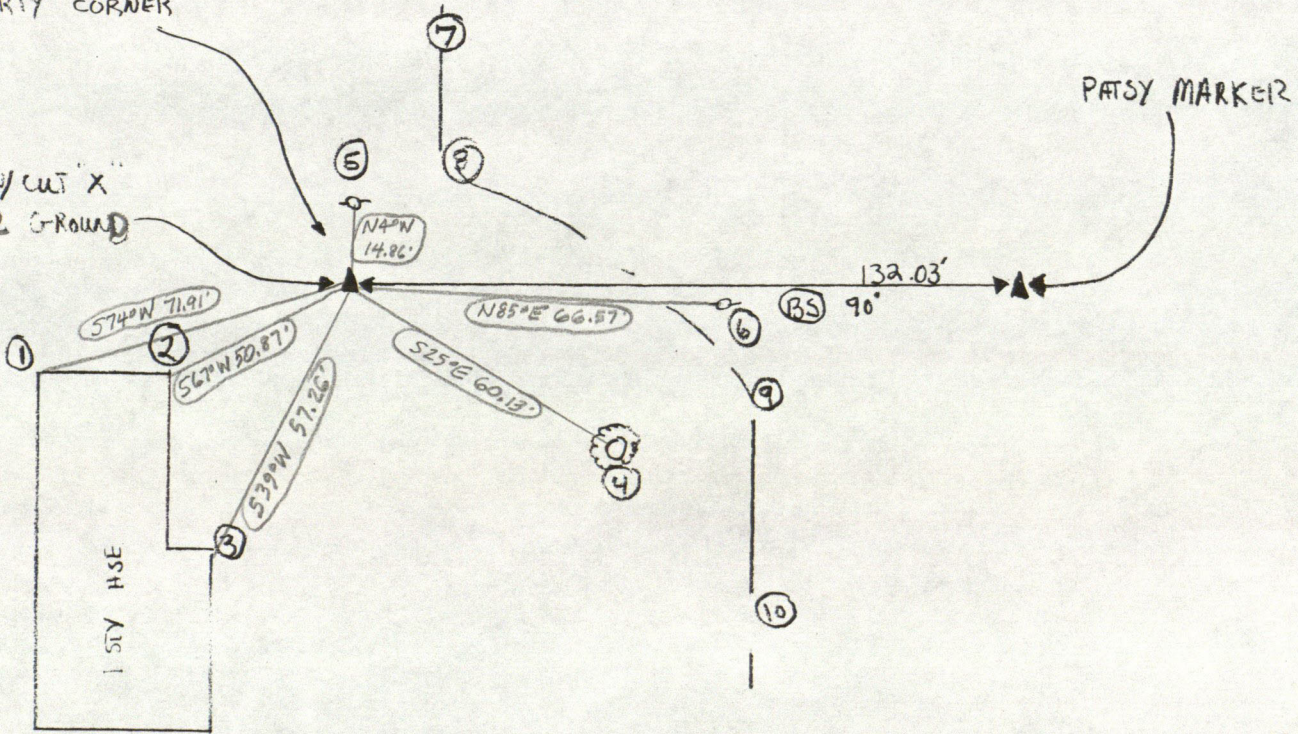 CORNER
7
PATSY MARKER
5
8
W/ CUT "X"
GROUND
N4°W
14.86'
132.03'
S74°W 71.91'
N85°E 66.57'
BS 90°
6
1
2
S67°W 50.87'
S25°E 60.13'
9
S39°W 57.26'
4
3
1 STY HSE
10